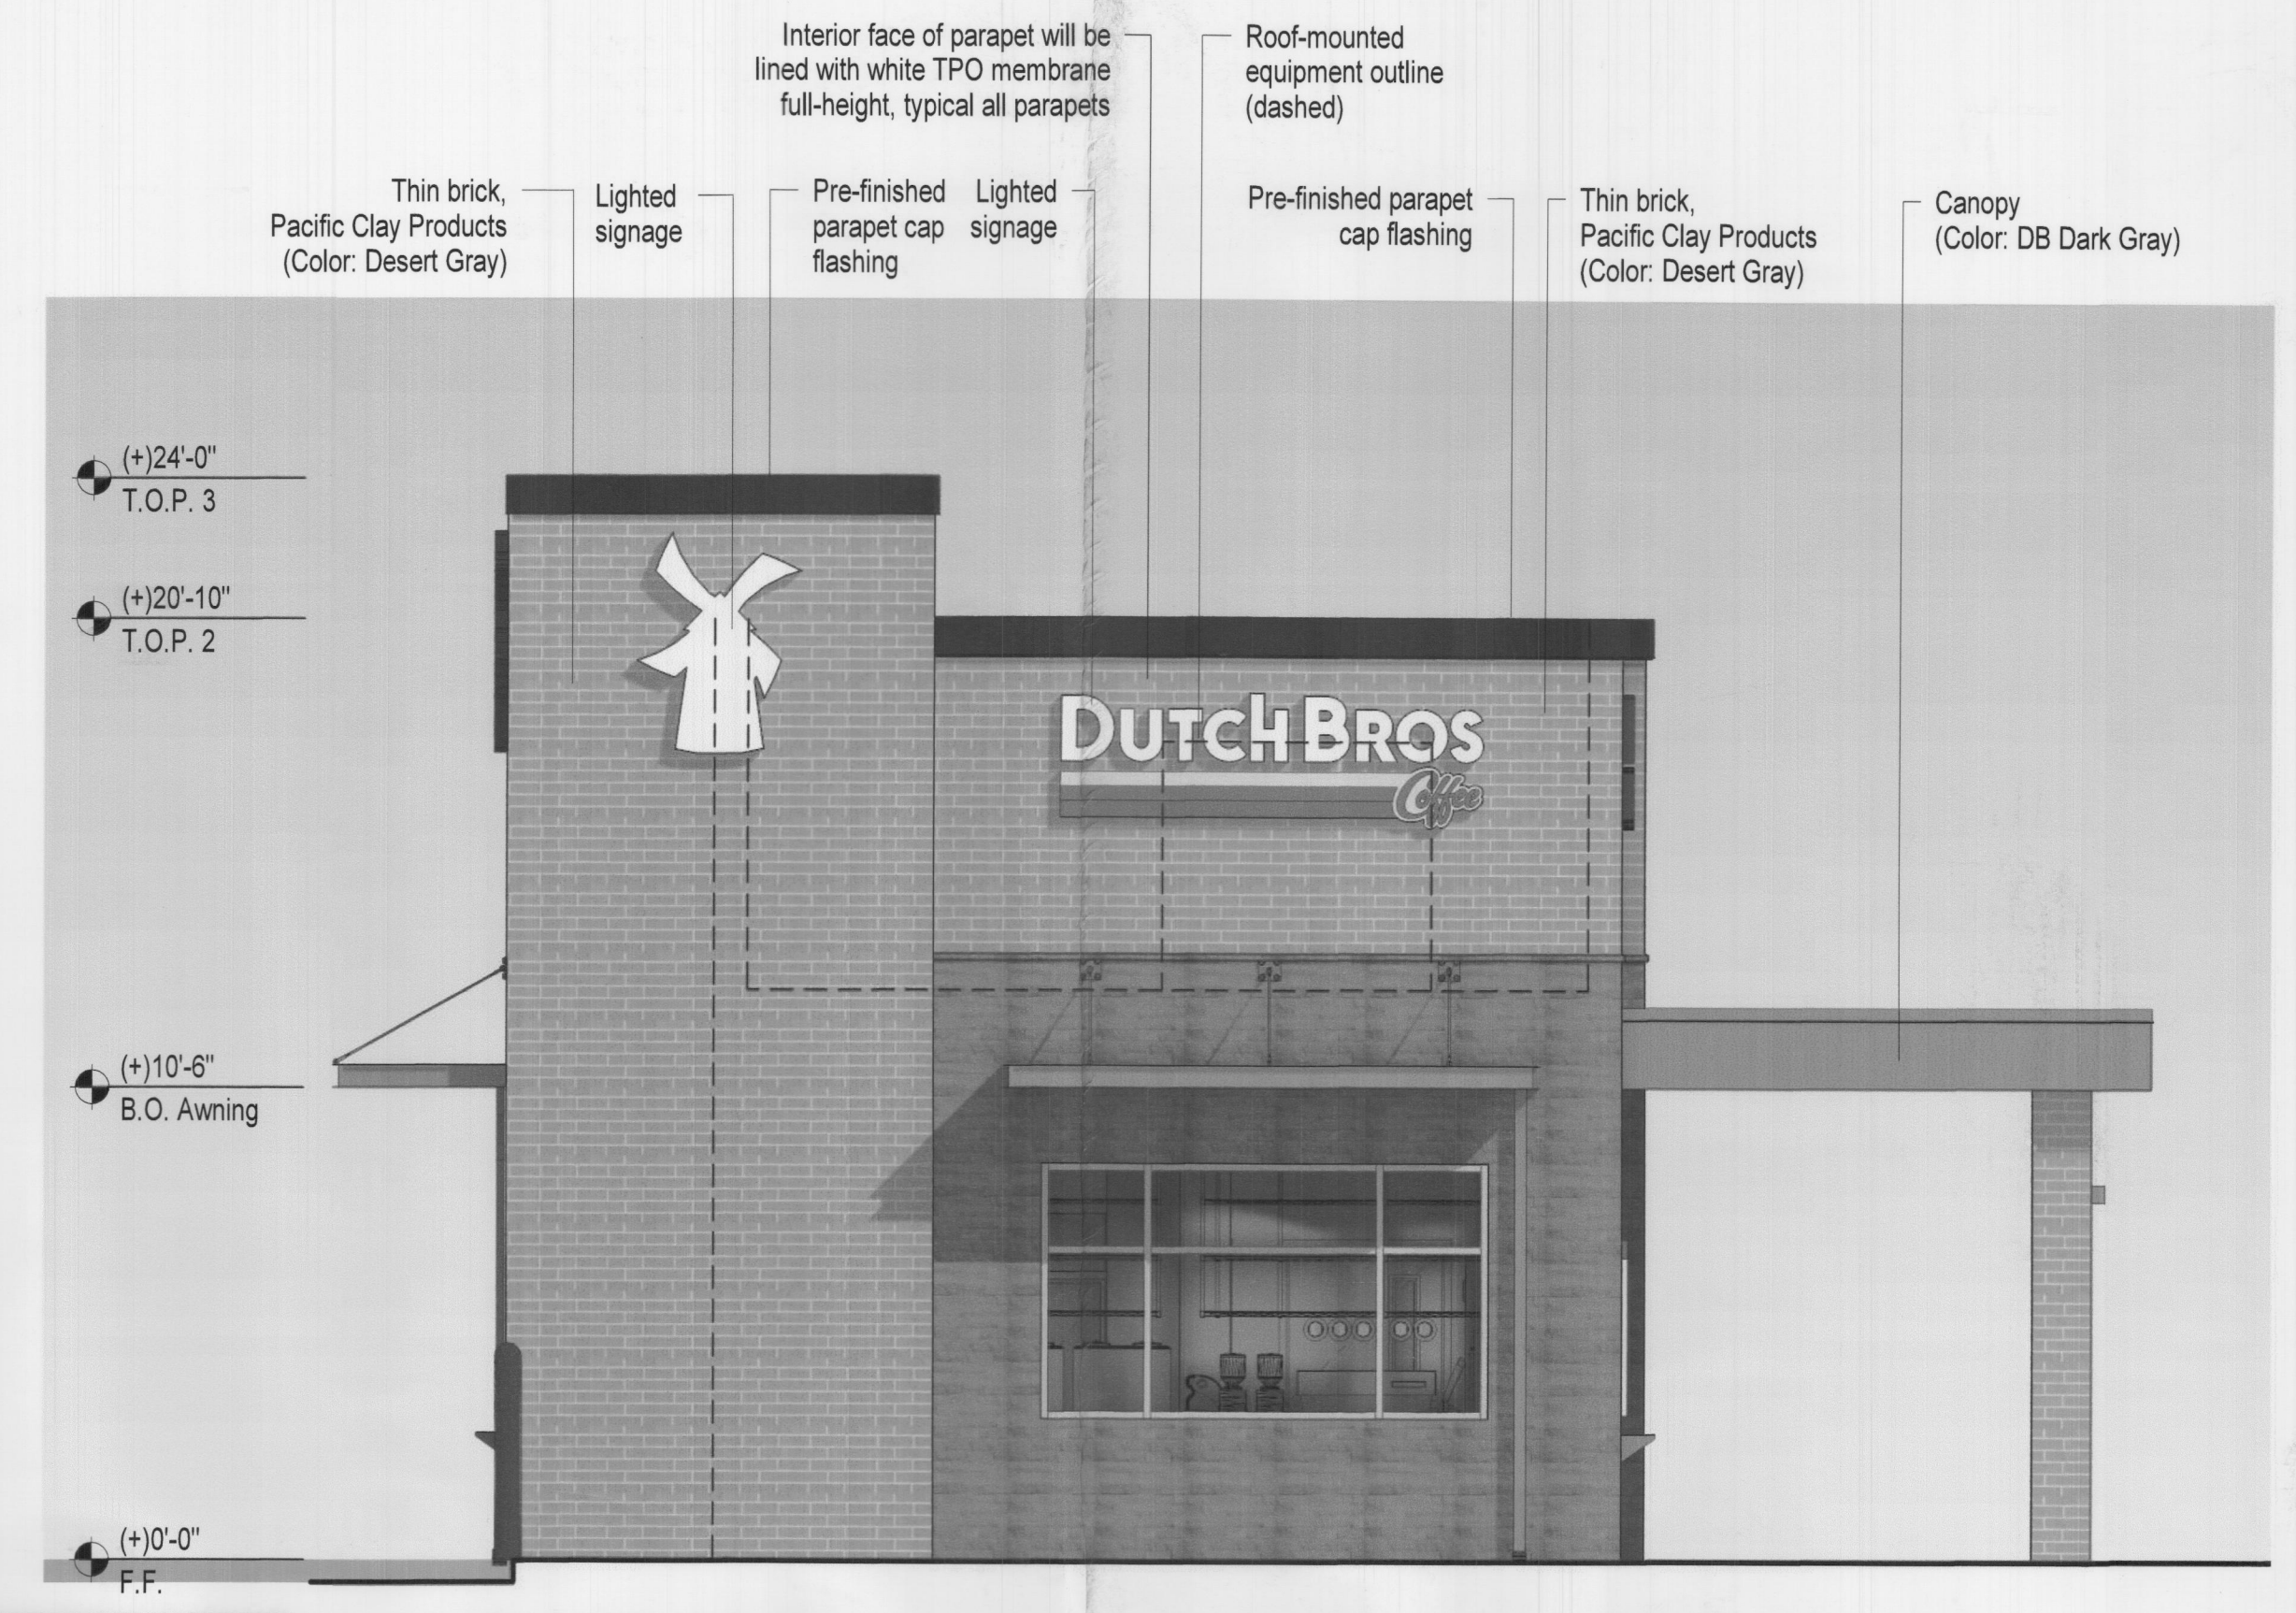 Interior face of parapet will be
lined with white TPO membrane
full-height, typical all parapets
Roof-mounted
equipment outline
(dashed)
Thin brick,
Pacific Clay Products
(Color: Desert Gray)
Lighted
signage
Pre-finished
parapet cap
flashing
Lighted
signage
Pre-finished parapet
cap flashing
Thin brick,
Pacific Clay Products
(Color: Desert Gray)
Canopy
(Color: DB Dark Gray)
(+)24'-0"
T.O.P. 3
(+)20'-10"
T.O.P. 2
DUTCH BROS
Coffee
(+)10'-6"
B.O. Awning
(+)0'-0"
F.F.